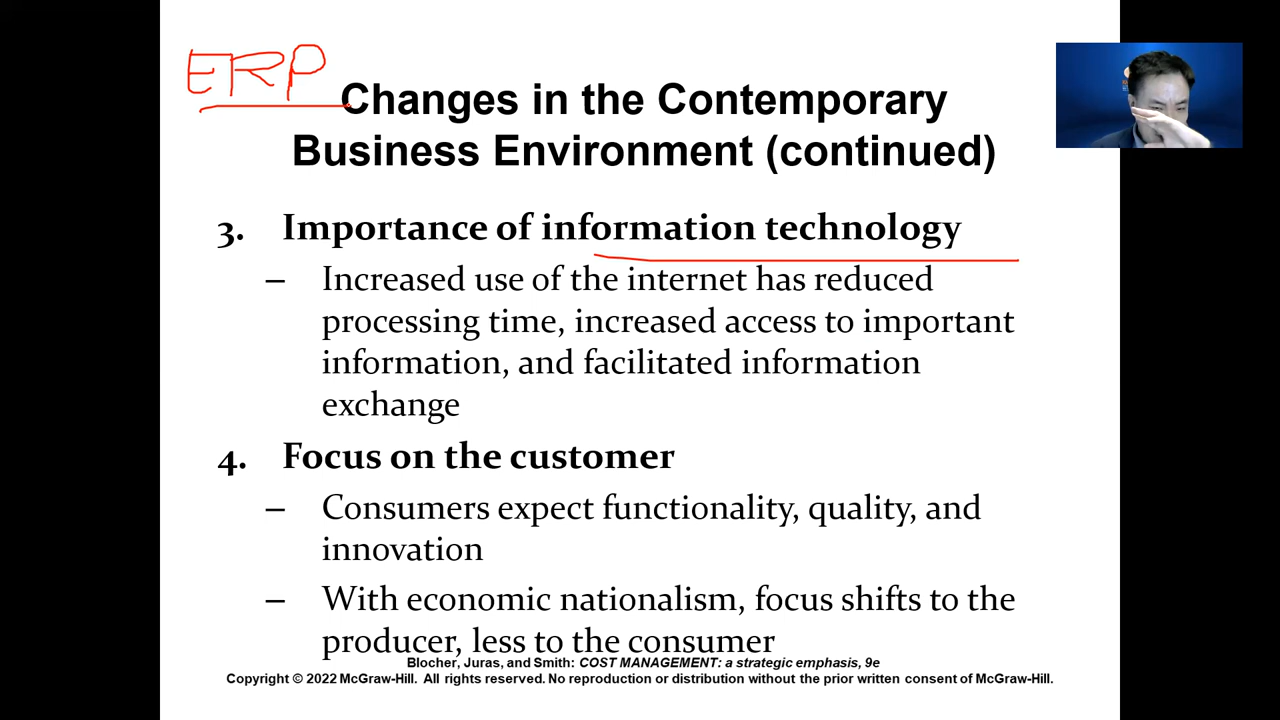 ERP
Changes in the Contemporary
Business Environment (continued)
3. Importance of information technology
– Increased use of the internet has reduced
processing time, increased access to important
information, and facilitated information
exchange
4. Focus on the customer
– Consumers expect functionality, quality, and
innovation
– With economic nationalism, focus shifts to the
producer, less to the consumer
Blocher, Juras, and Smith: COST MANAGEMENT: a strategic emphasis, 9e
Copyright © 2022 McGraw-Hill. All rights reserved. No reproduction or distribution without the prior written consent of McGraw-Hill.